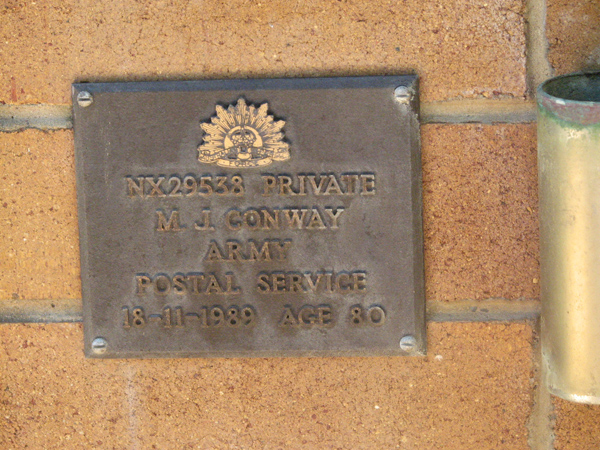 NX29538 PRIVATE
M. J. CONWAY
ARMY
POSTAL SERVICE
18-11-1989 AGE 80